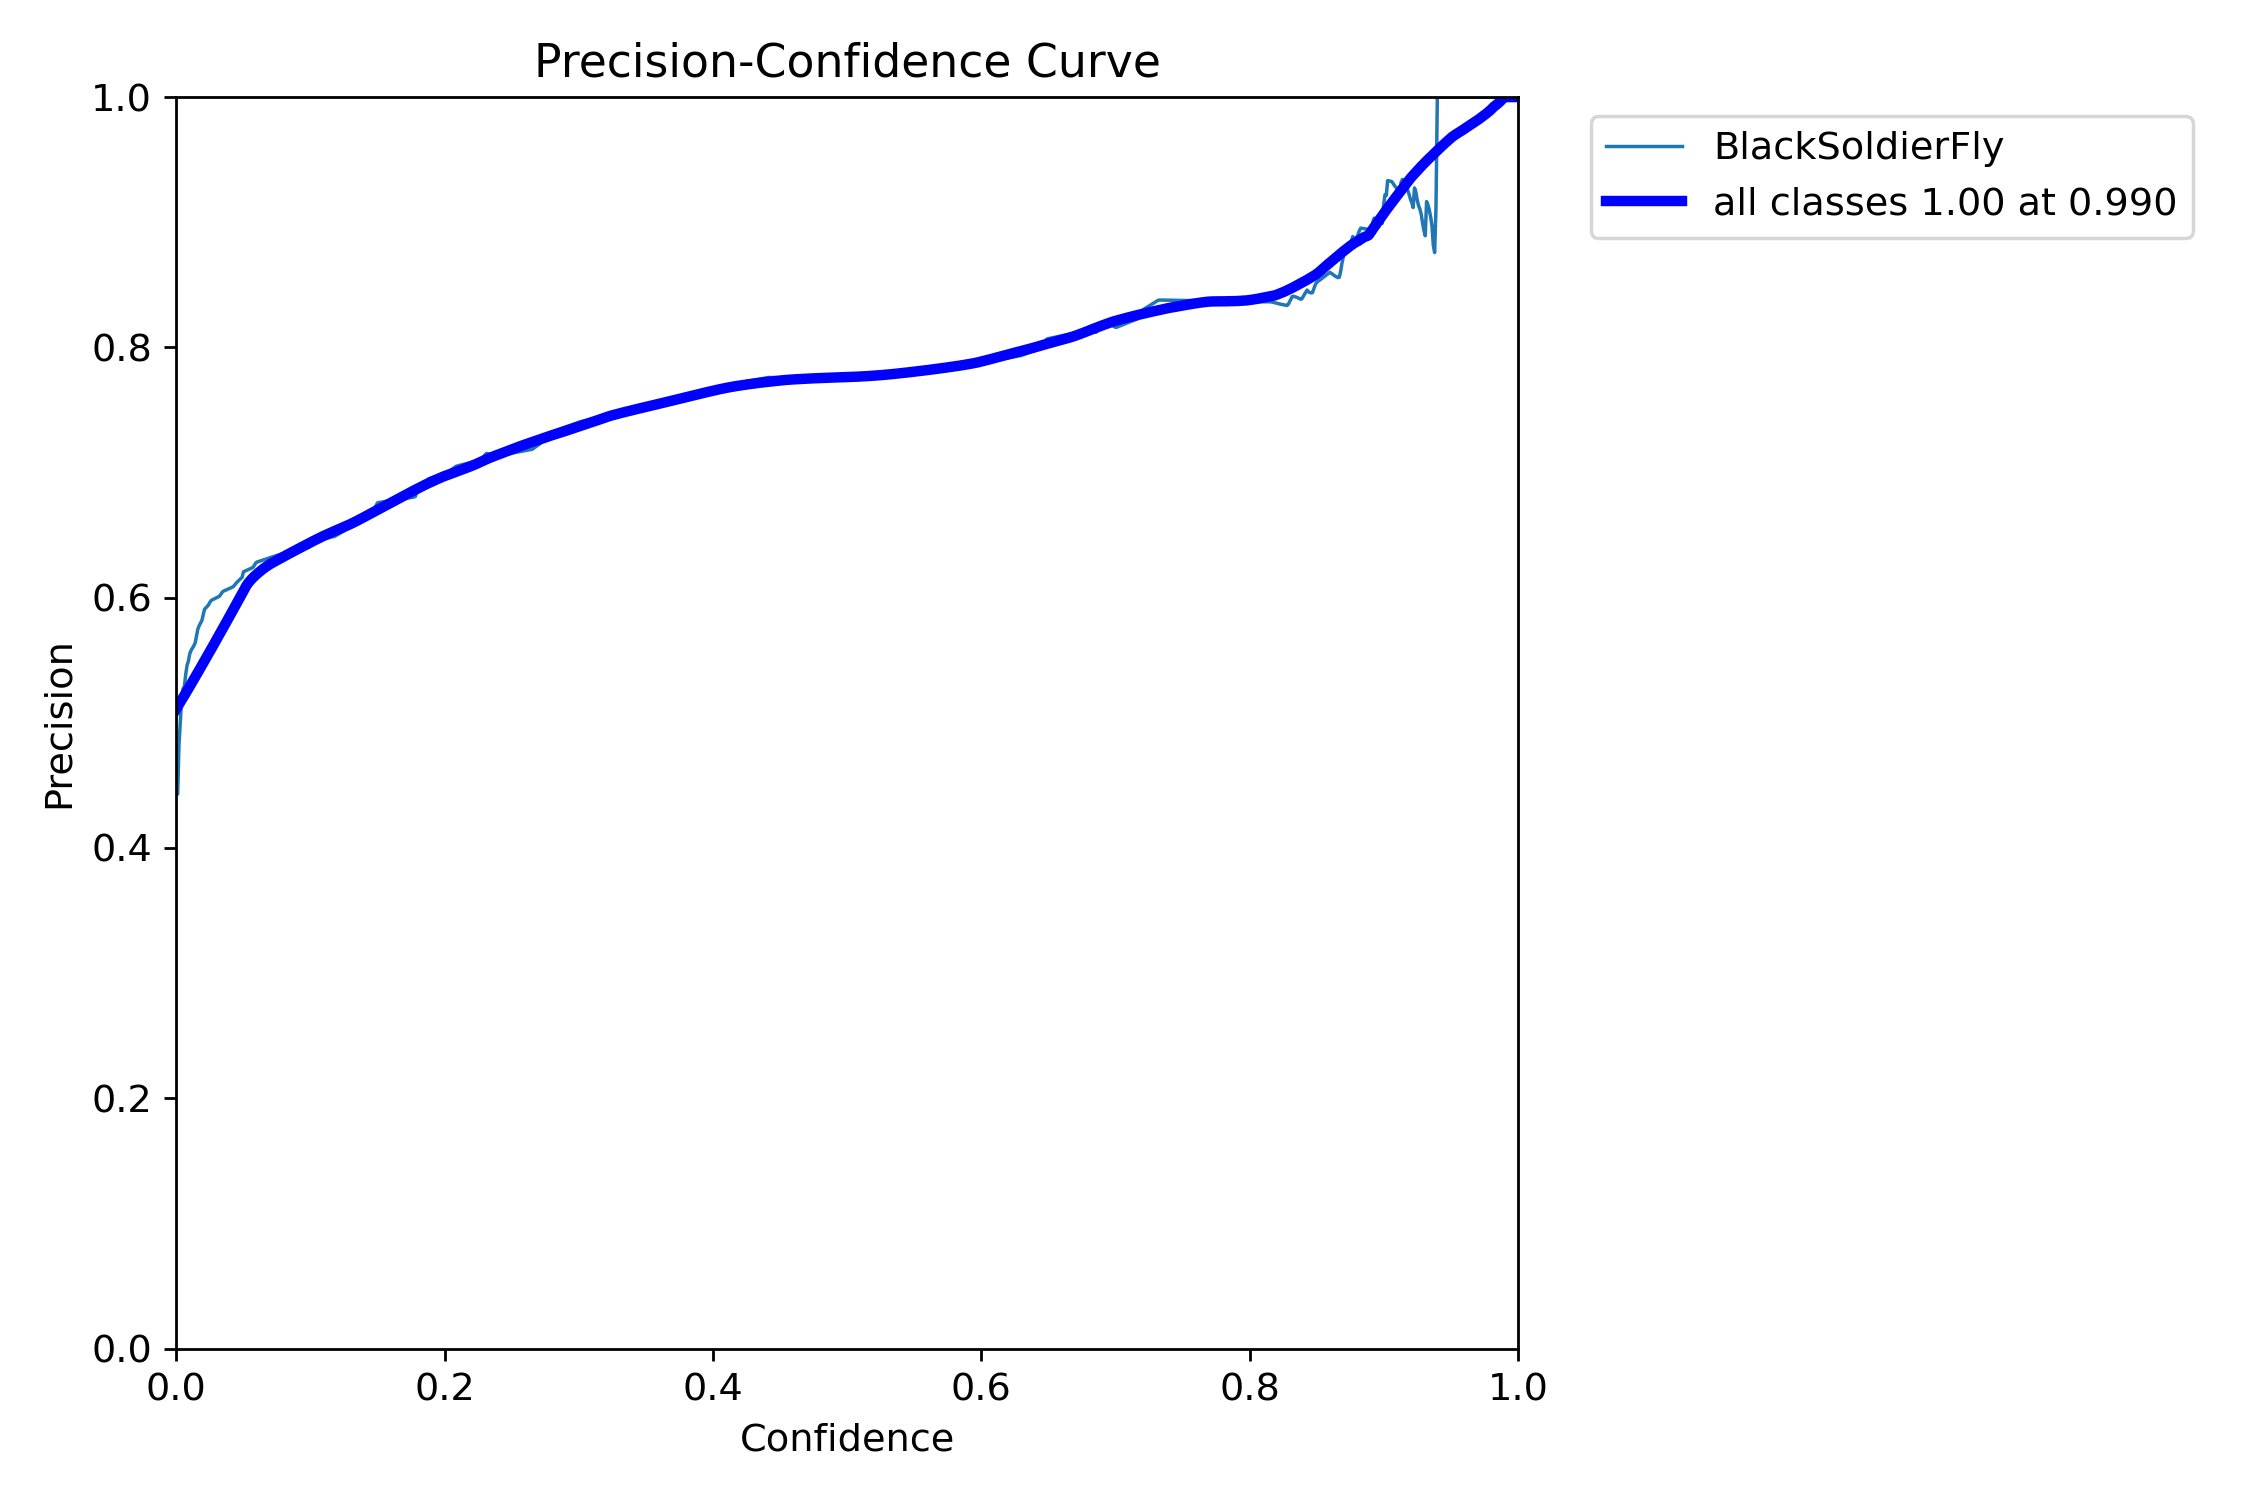 Precision-Confidence Curve
1.0
0.8
0.6
0.4
0.2
0.0
Precision
0.0 0.2 0.4 0.6 0.8 1.0
Confidence
BlackSoldierFly
all classes 1.00 at 0.990